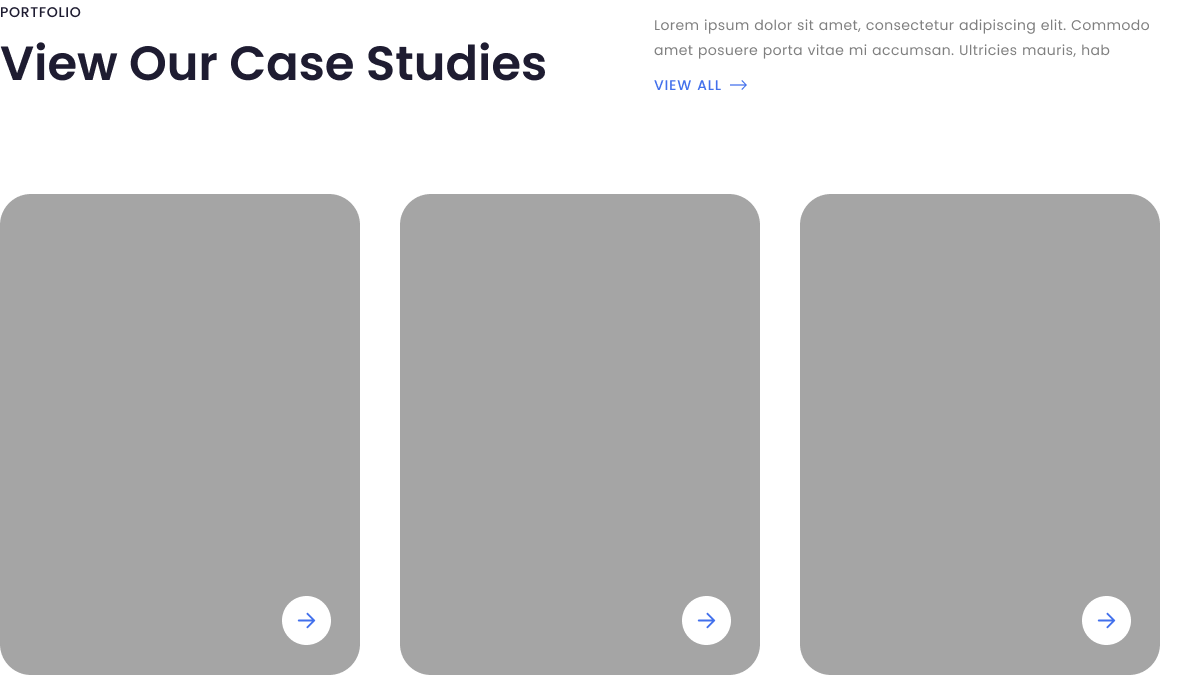 PORTFOLIO
View Our Case Studies
Lorem ipsum dolor sit amet, consectetur adipiscing elit. Commodo
amet posuere porta vitae mi accumsan. Ultricies mauris, hab
VIEW ALL